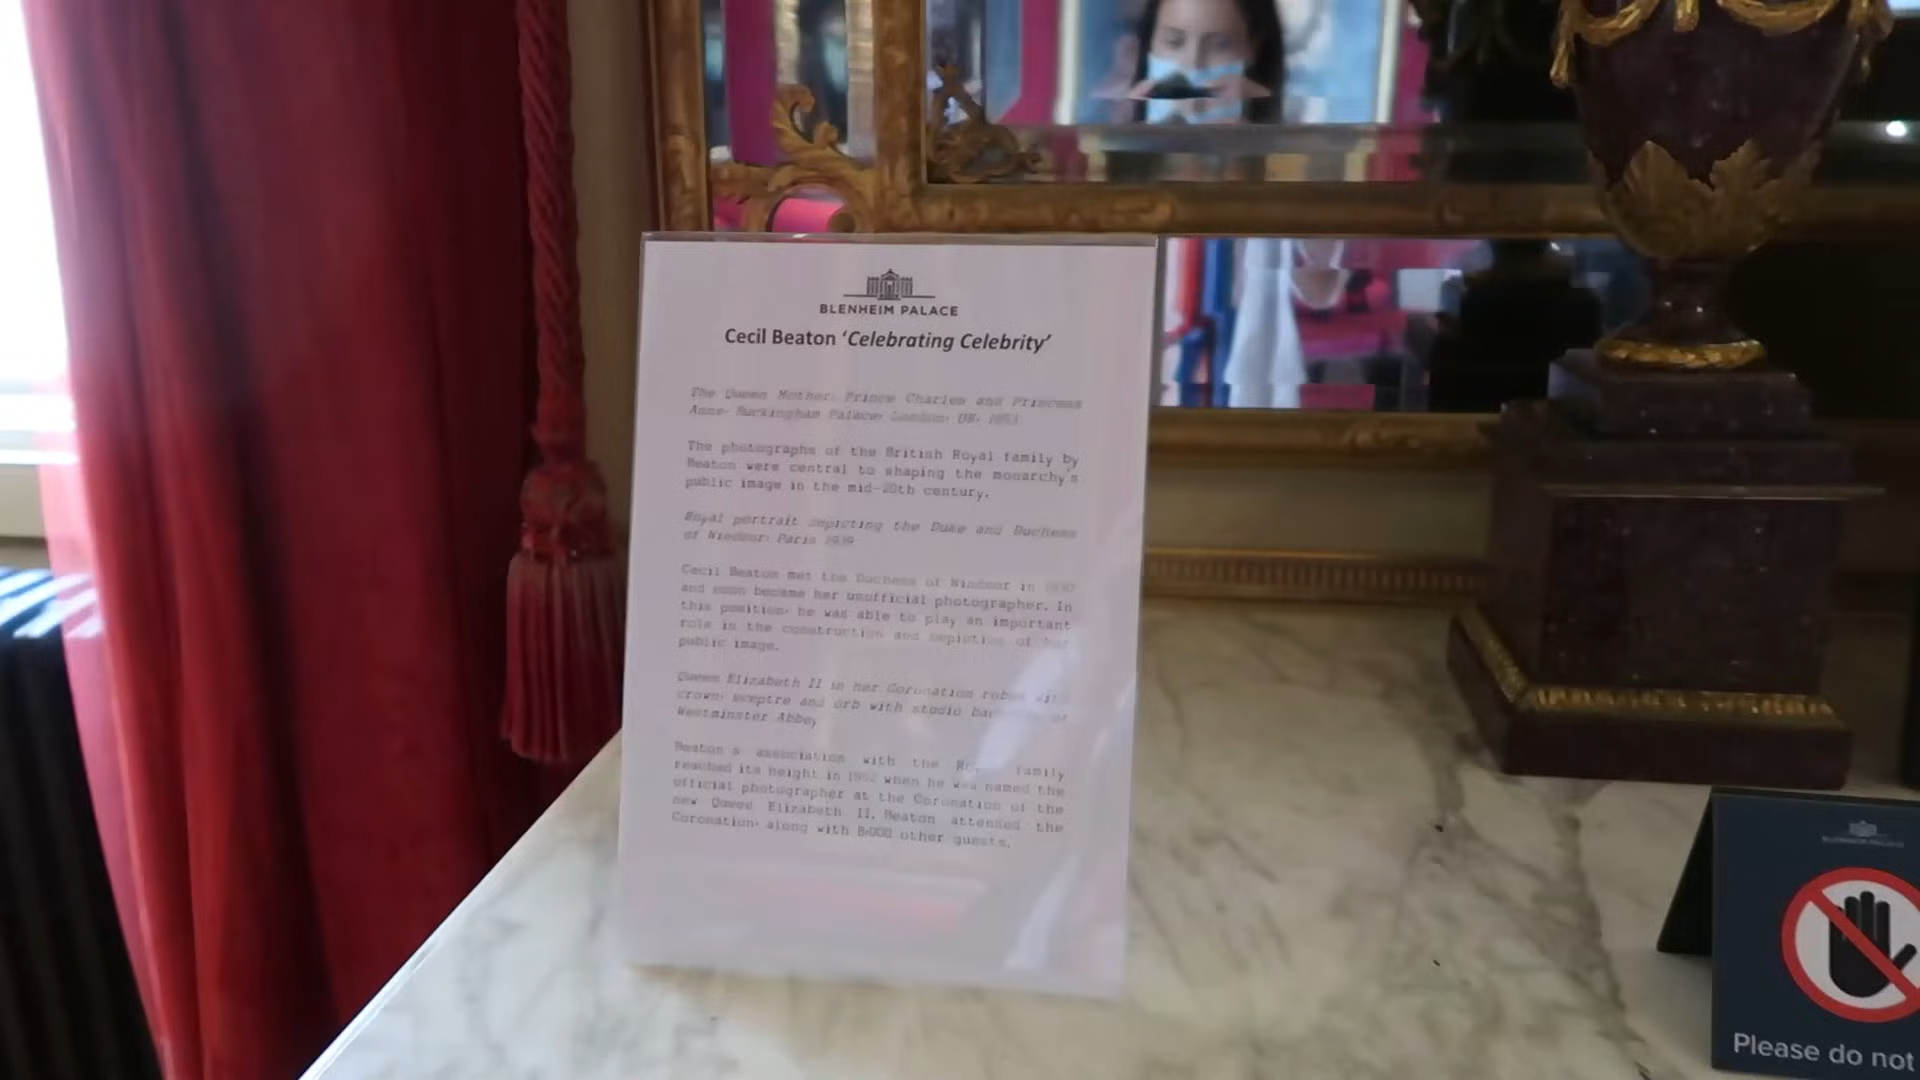 BLENHEIM PALACE
Cecil Beaton ‘Celebrating Celebrity’
The Queen Mother, Prince Charles and Princess
Anne, Buckingham Palace, London, UK,
The photographs of the British Royal family by
Beaton were central to shaping the monarchy's
public image in the mid-20th century.
Royal portrait depicting the Duke and Duchess
of Windsor, Paris 1939
Cecil Beaton met the Duchess of Windsor in
and soon became her unofficial photographer. In
this position, he was able to play an important
role in the construction and depiction of her
public image.
Queen Elizabeth II in her Coronation robes with
crown, sceptre and orb with studio of
Westminster Abbey
Beaton's association with the Royal family
reached its height in 1952 when he was named the
official photographer at the Coronation of the
new Queen Elizabeth II. Beaton attended the
Coronation, along with 8,000 other guests.
BLENHEIM PALACE
Please do not